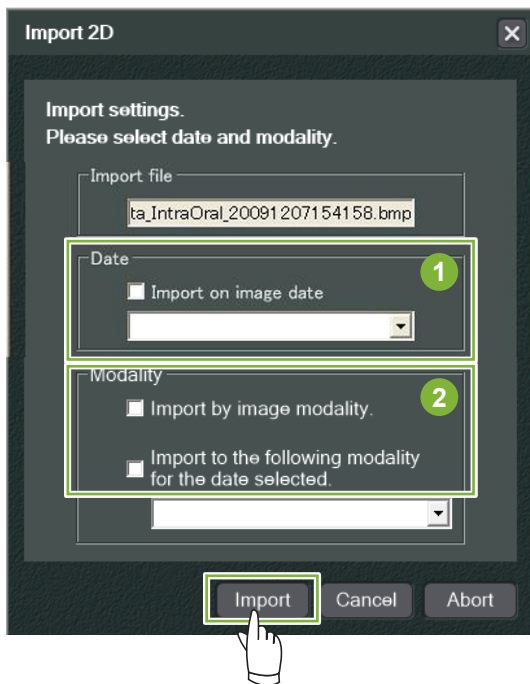 Import 2D
Import settings.
Please select date and modality.
Import file
ta_IntraOral_20091207154158.bmp
Date
1
Import on image date
Modality
2
Import by image modality.
Import to the following modality
for the date selected.
Import Cancel Abort